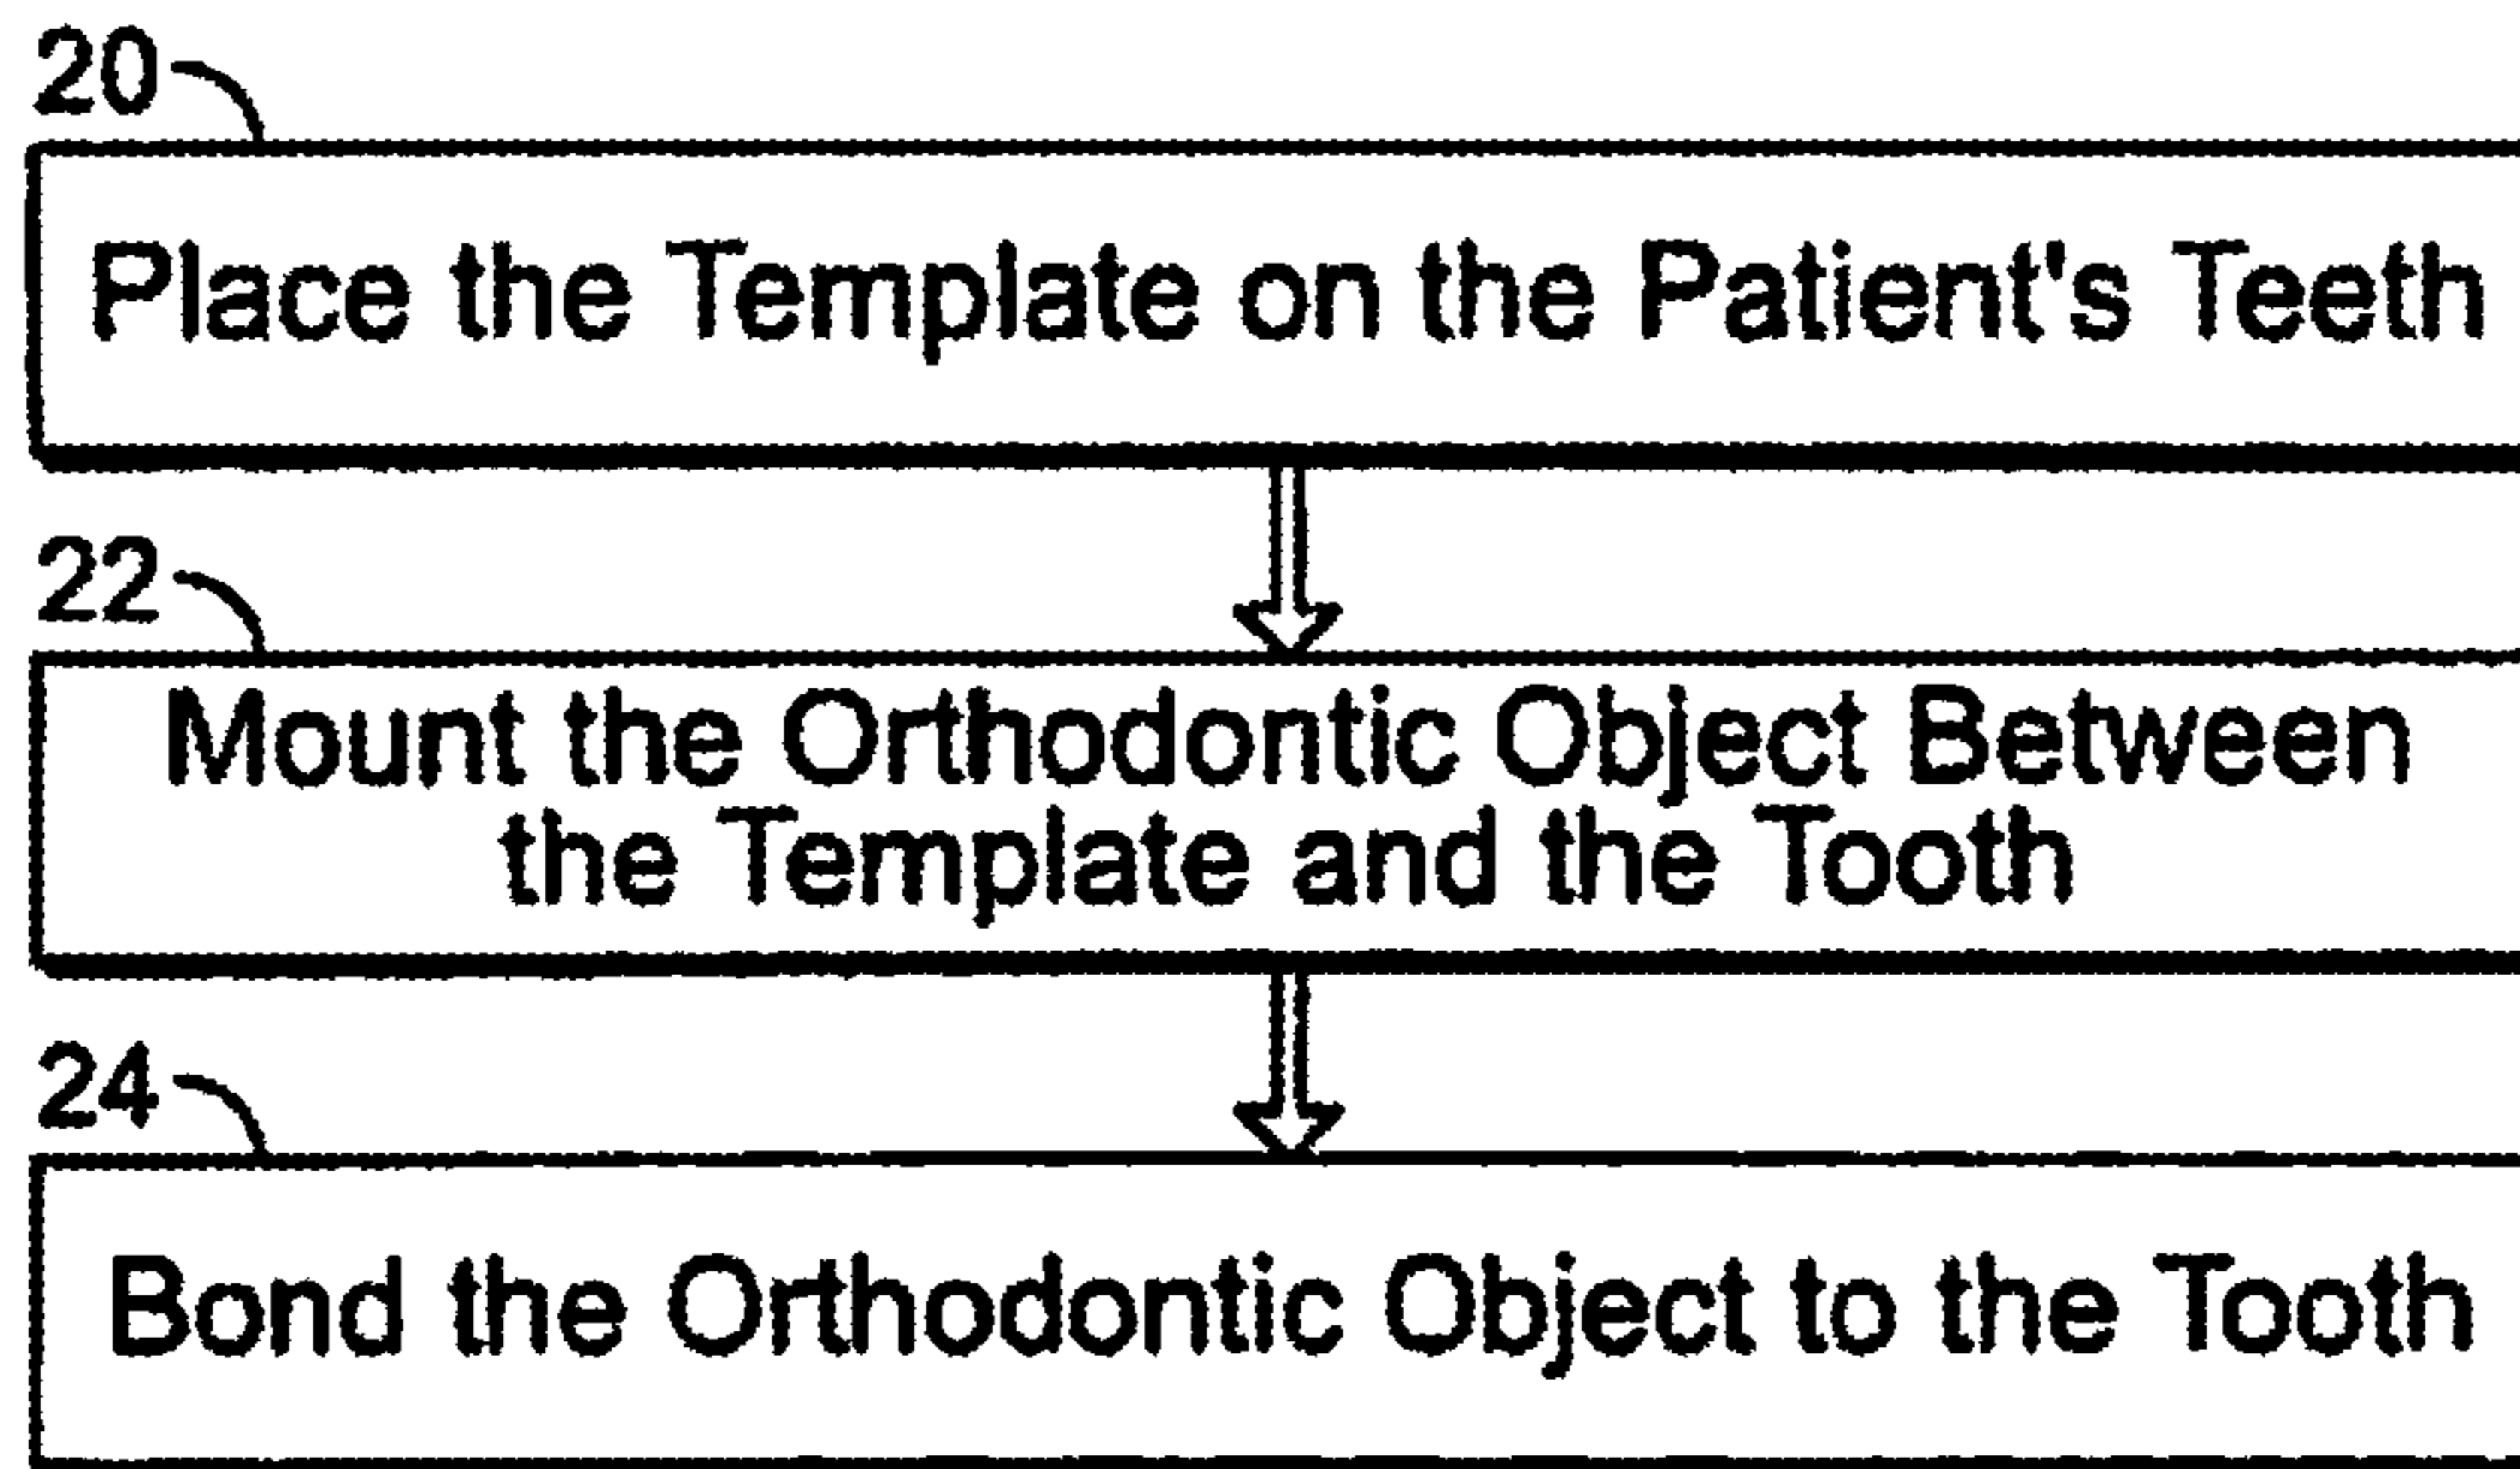 20
Place the Template on the Patient's Teeth
22
Mount the Orthodontic Object Between
the Template and the Tooth
24
Bond the Orthodontic Object to the Tooth